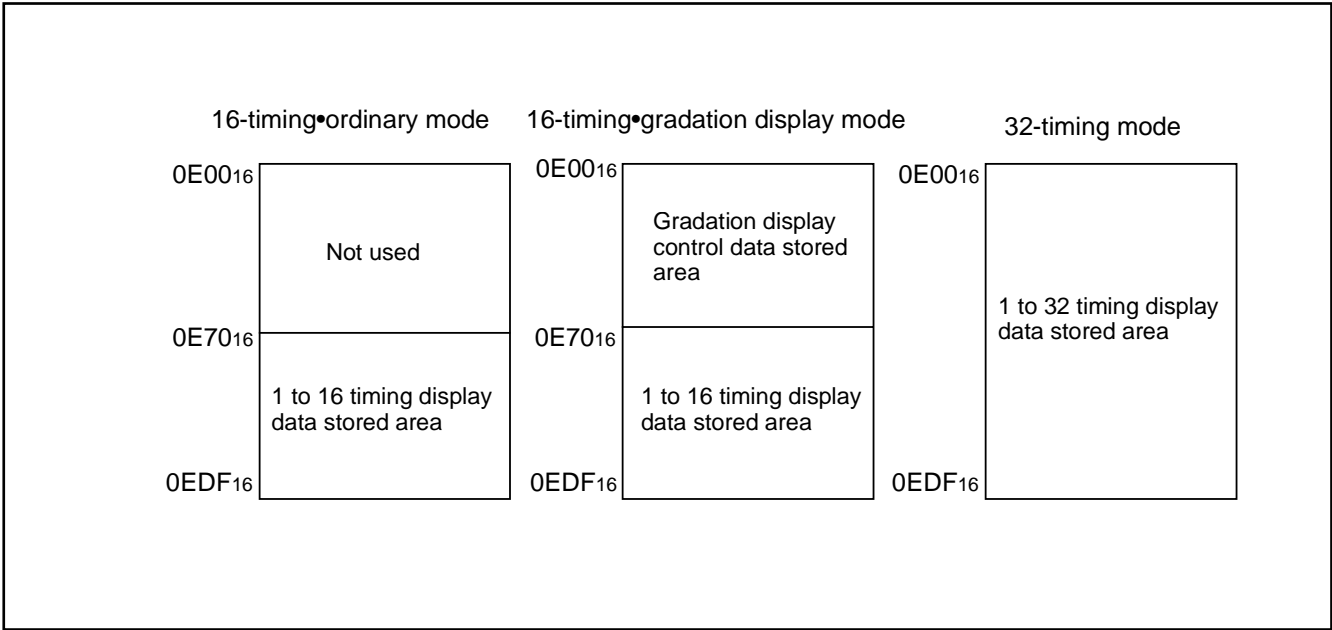 16-timing•ordinary mode
0E0016
Not used
0E7016
1 to 16 timing display
data stored area
0EDF16
16-timing•gradation display mode
0E0016
Gradation display
control data stored
area
0E7016
1 to 16 timing display
data stored area
0EDF16
32-timing mode
0E0016
1 to 32 timing display
data stored area
0EDF16